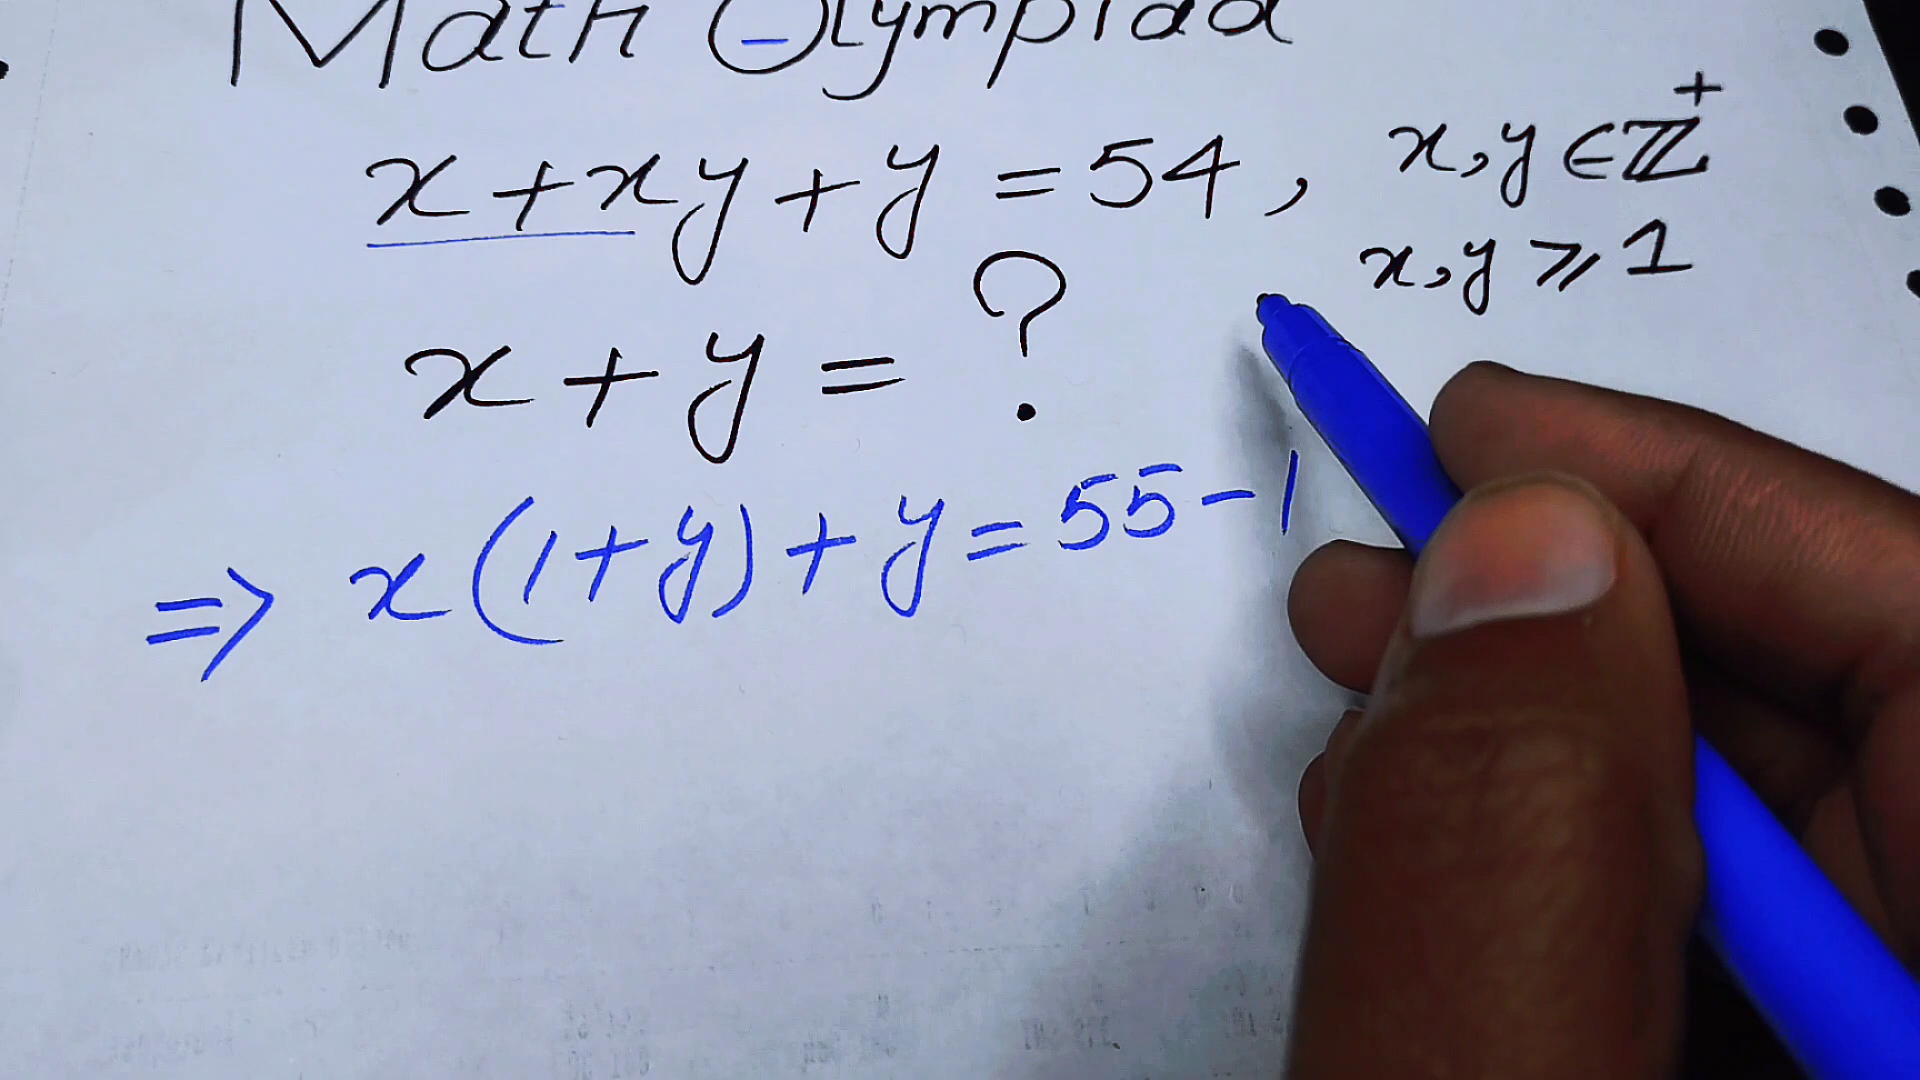 Math Olympiad
x + xy + y = 54, x,y ∈ ℤ⁺
x,y ⩾ 1
x + y = ?
⇒ x(1+y) + y = 55 - 1